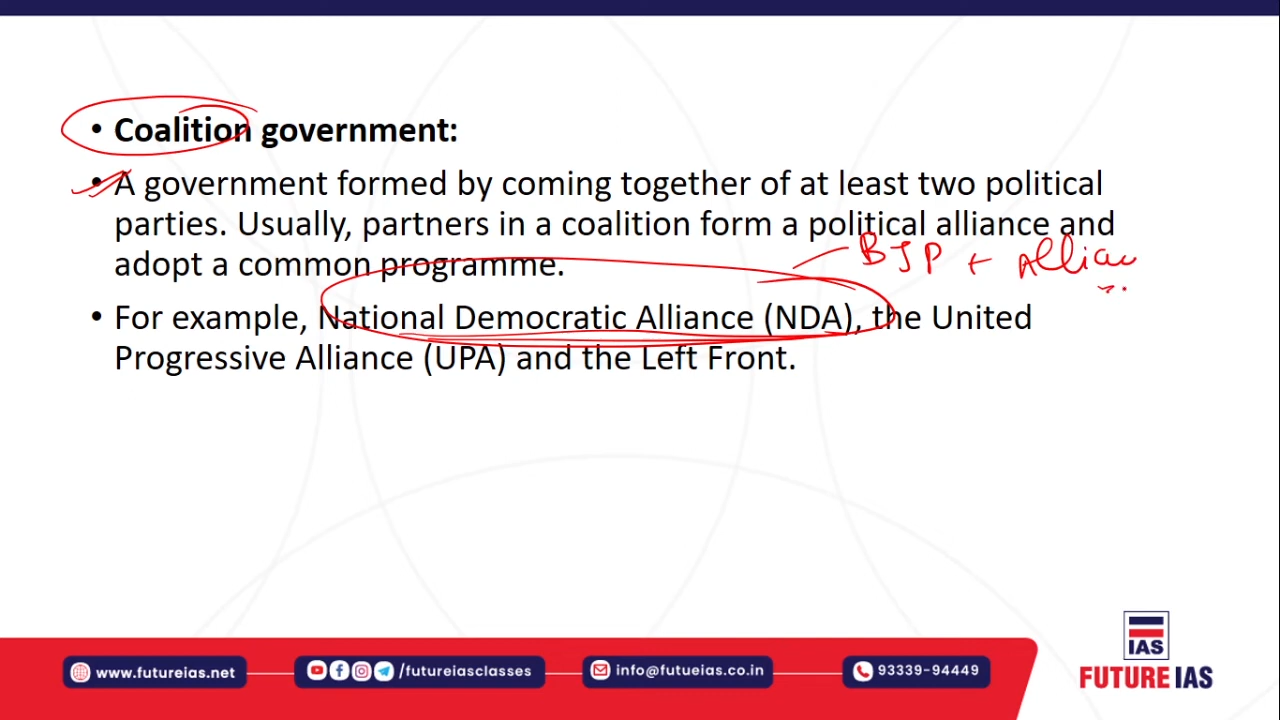 • Coalition government:
• A government formed by coming together of at least two political
parties. Usually, partners in a coalition form a political alliance and
adopt a common programme.
BJP + Allian
• For example, National Democratic Alliance (NDA), the United
Progressive Alliance (UPA) and the Left Front.
IAS
www.futureias.net /futureiasclasses info@futueias.co.in 93339-94449
FUTURE IAS